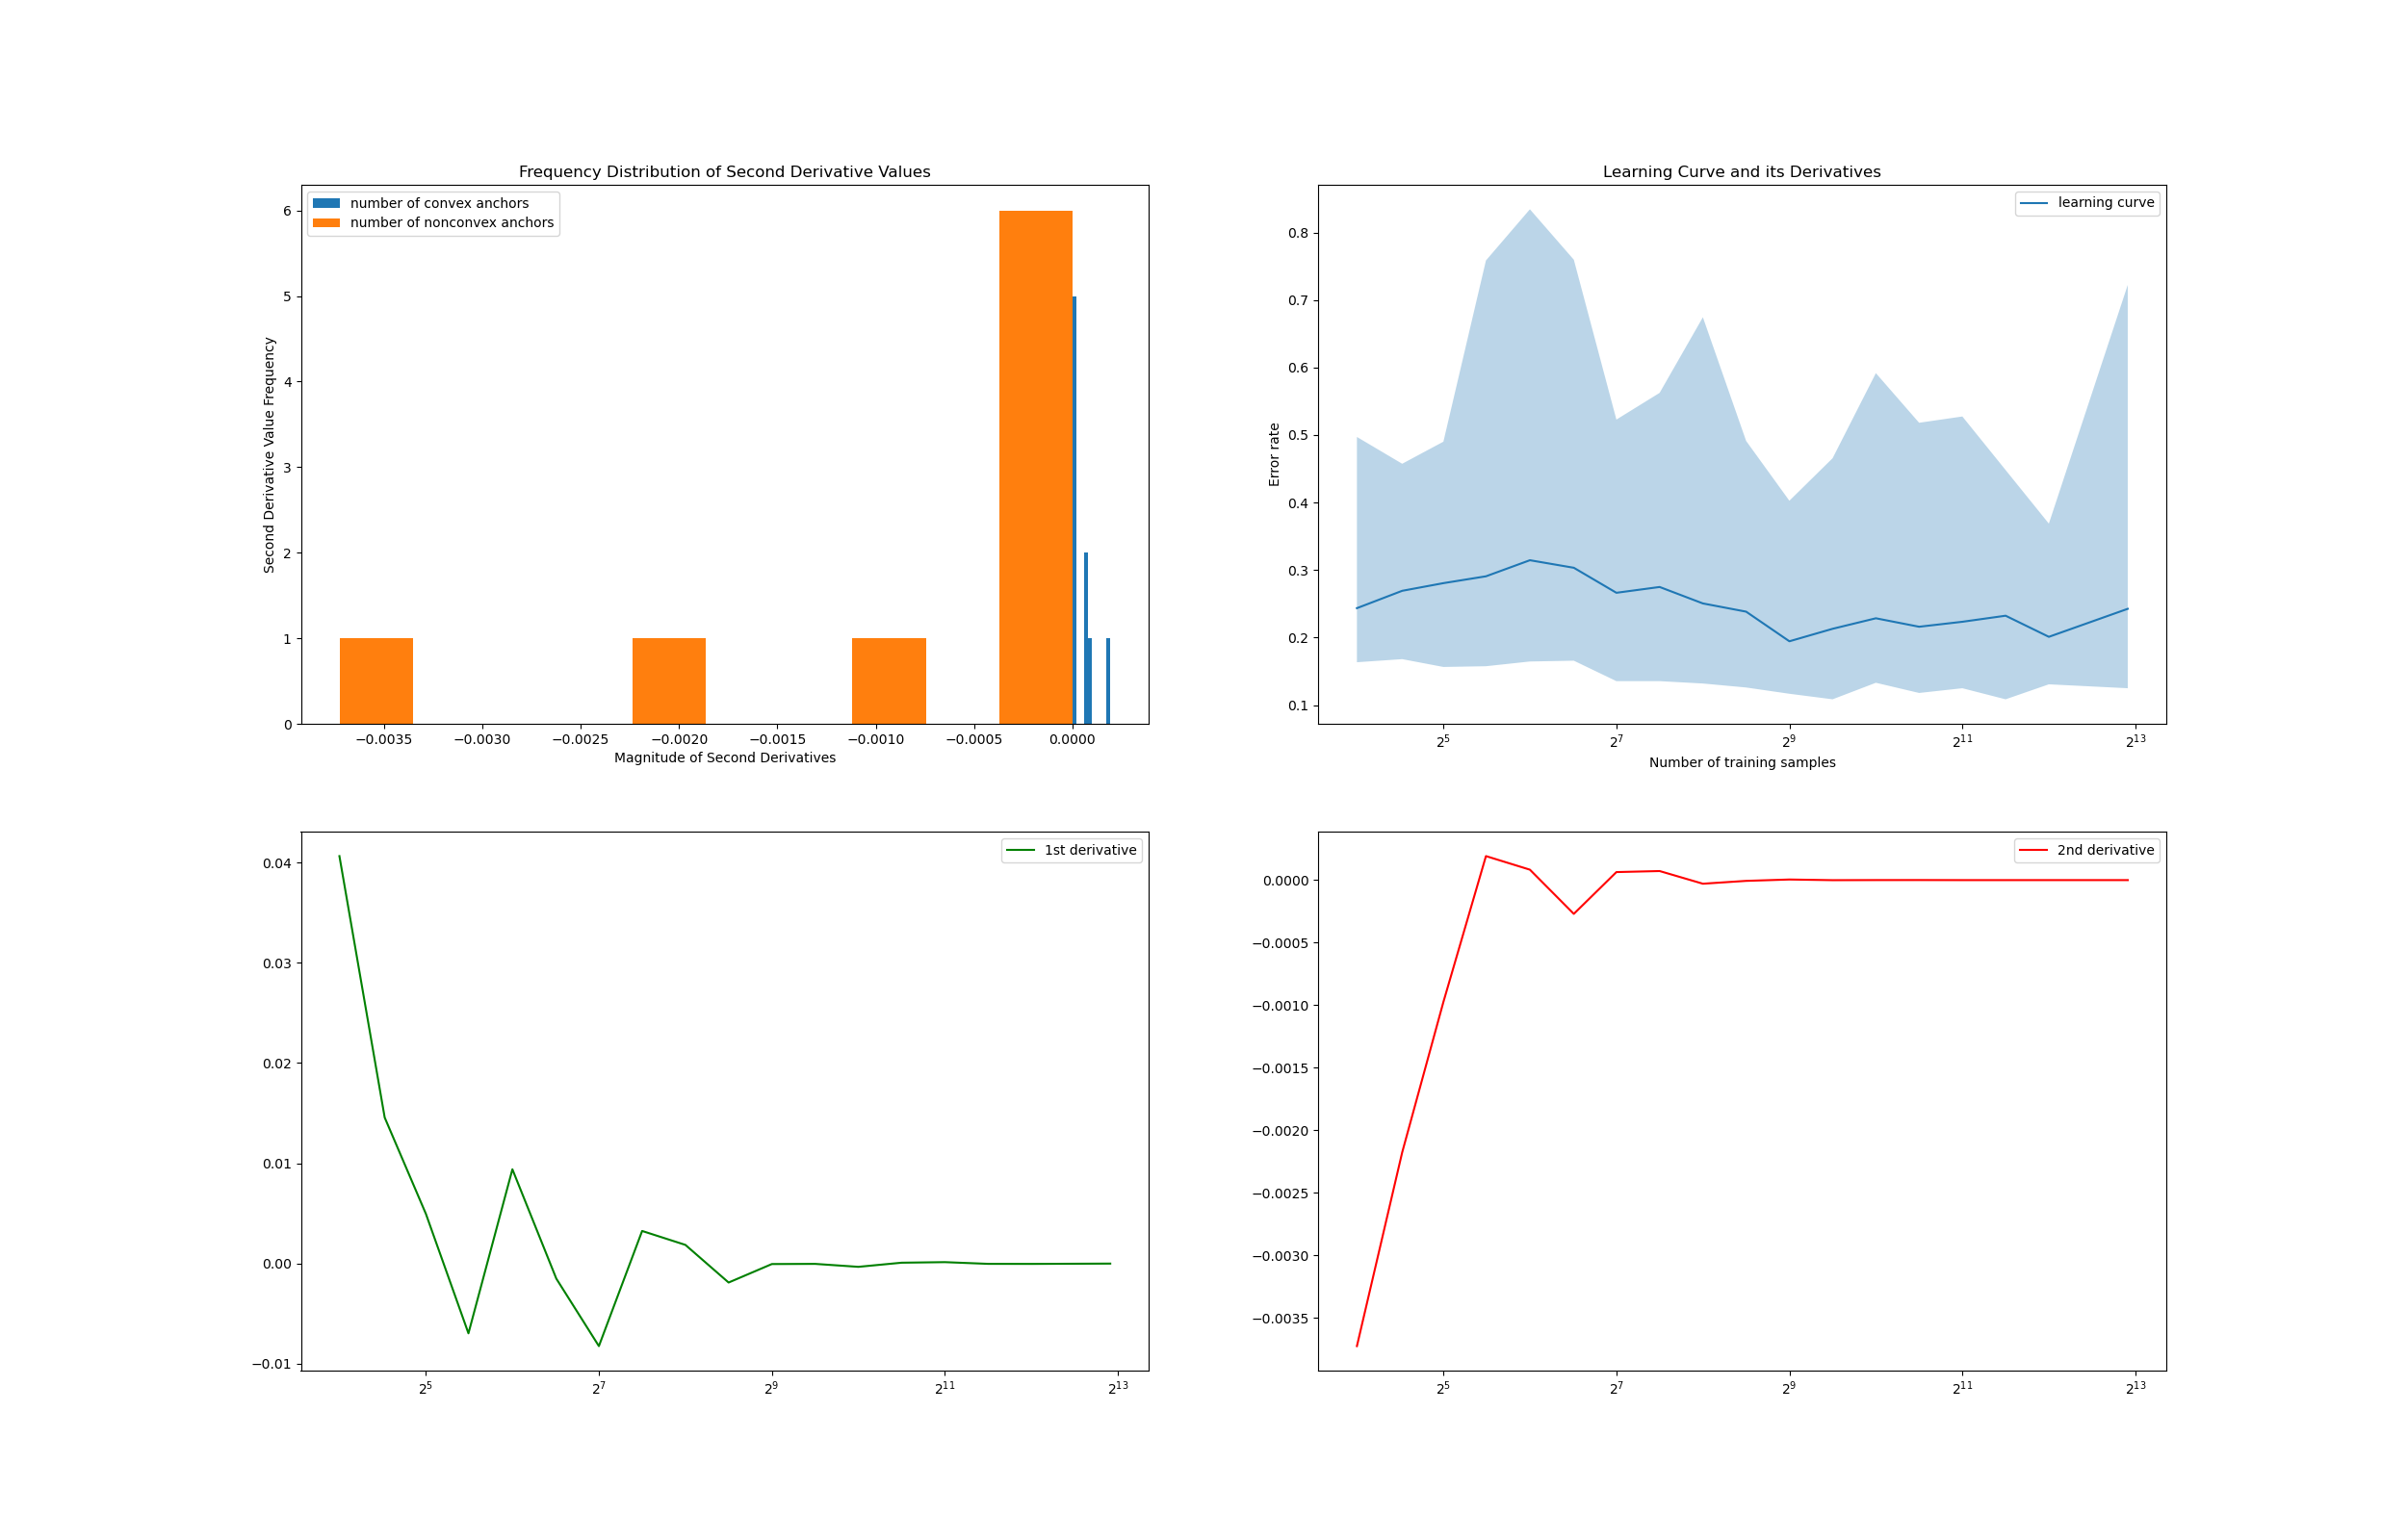 Frequency Distribution of Second Derivative Values
number of convex anchors
number of nonconvex anchors
6
5
4
3
2
1
0
Second Derivative Value Frequency
−0.0035 −0.0030 −0.0025 −0.0020 −0.0015 −0.0010 −0.0005 0.0000
Magnitude of Second Derivatives
Learning Curve and its Derivatives
learning curve
0.8
0.7
0.6
0.5
0.4
0.3
0.2
0.1
Error rate
2^5 2^7 2^9 2^11 2^13
Number of training samples
1st derivative
0.04
0.03
0.02
0.01
0.00
−0.01
2^5 2^7 2^9 2^11 2^13
2nd derivative
0.0000
−0.0005
−0.0010
−0.0015
−0.0020
−0.0025
−0.0030
−0.0035
2^5 2^7 2^9 2^11 2^13